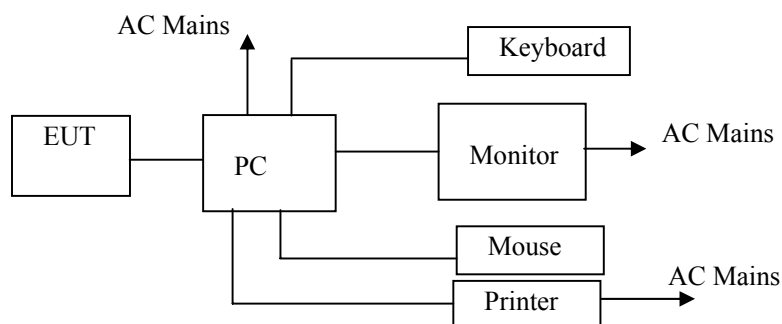 AC Mains
Keyboard
EUT
PC
Monitor
AC Mains
Mouse
AC Mains
Printer